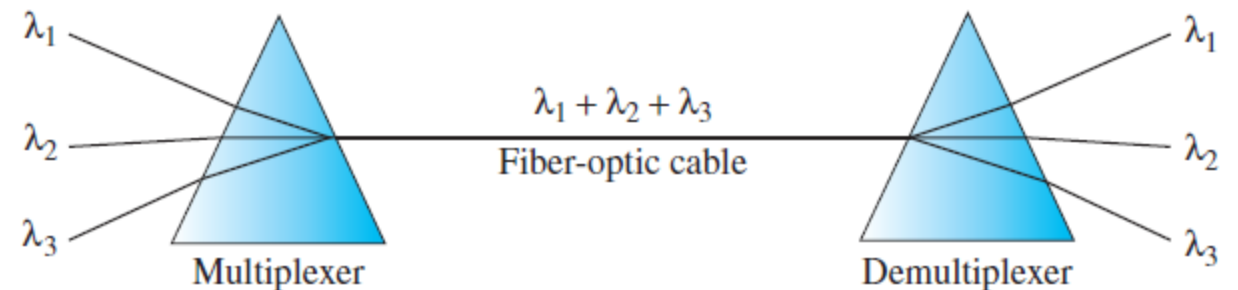 λ₁
λ₂
λ₃
Multiplexer
λ₁ + λ₂ + λ₃
Fiber-optic cable
λ₁
λ₂
λ₃
Demultiplexer